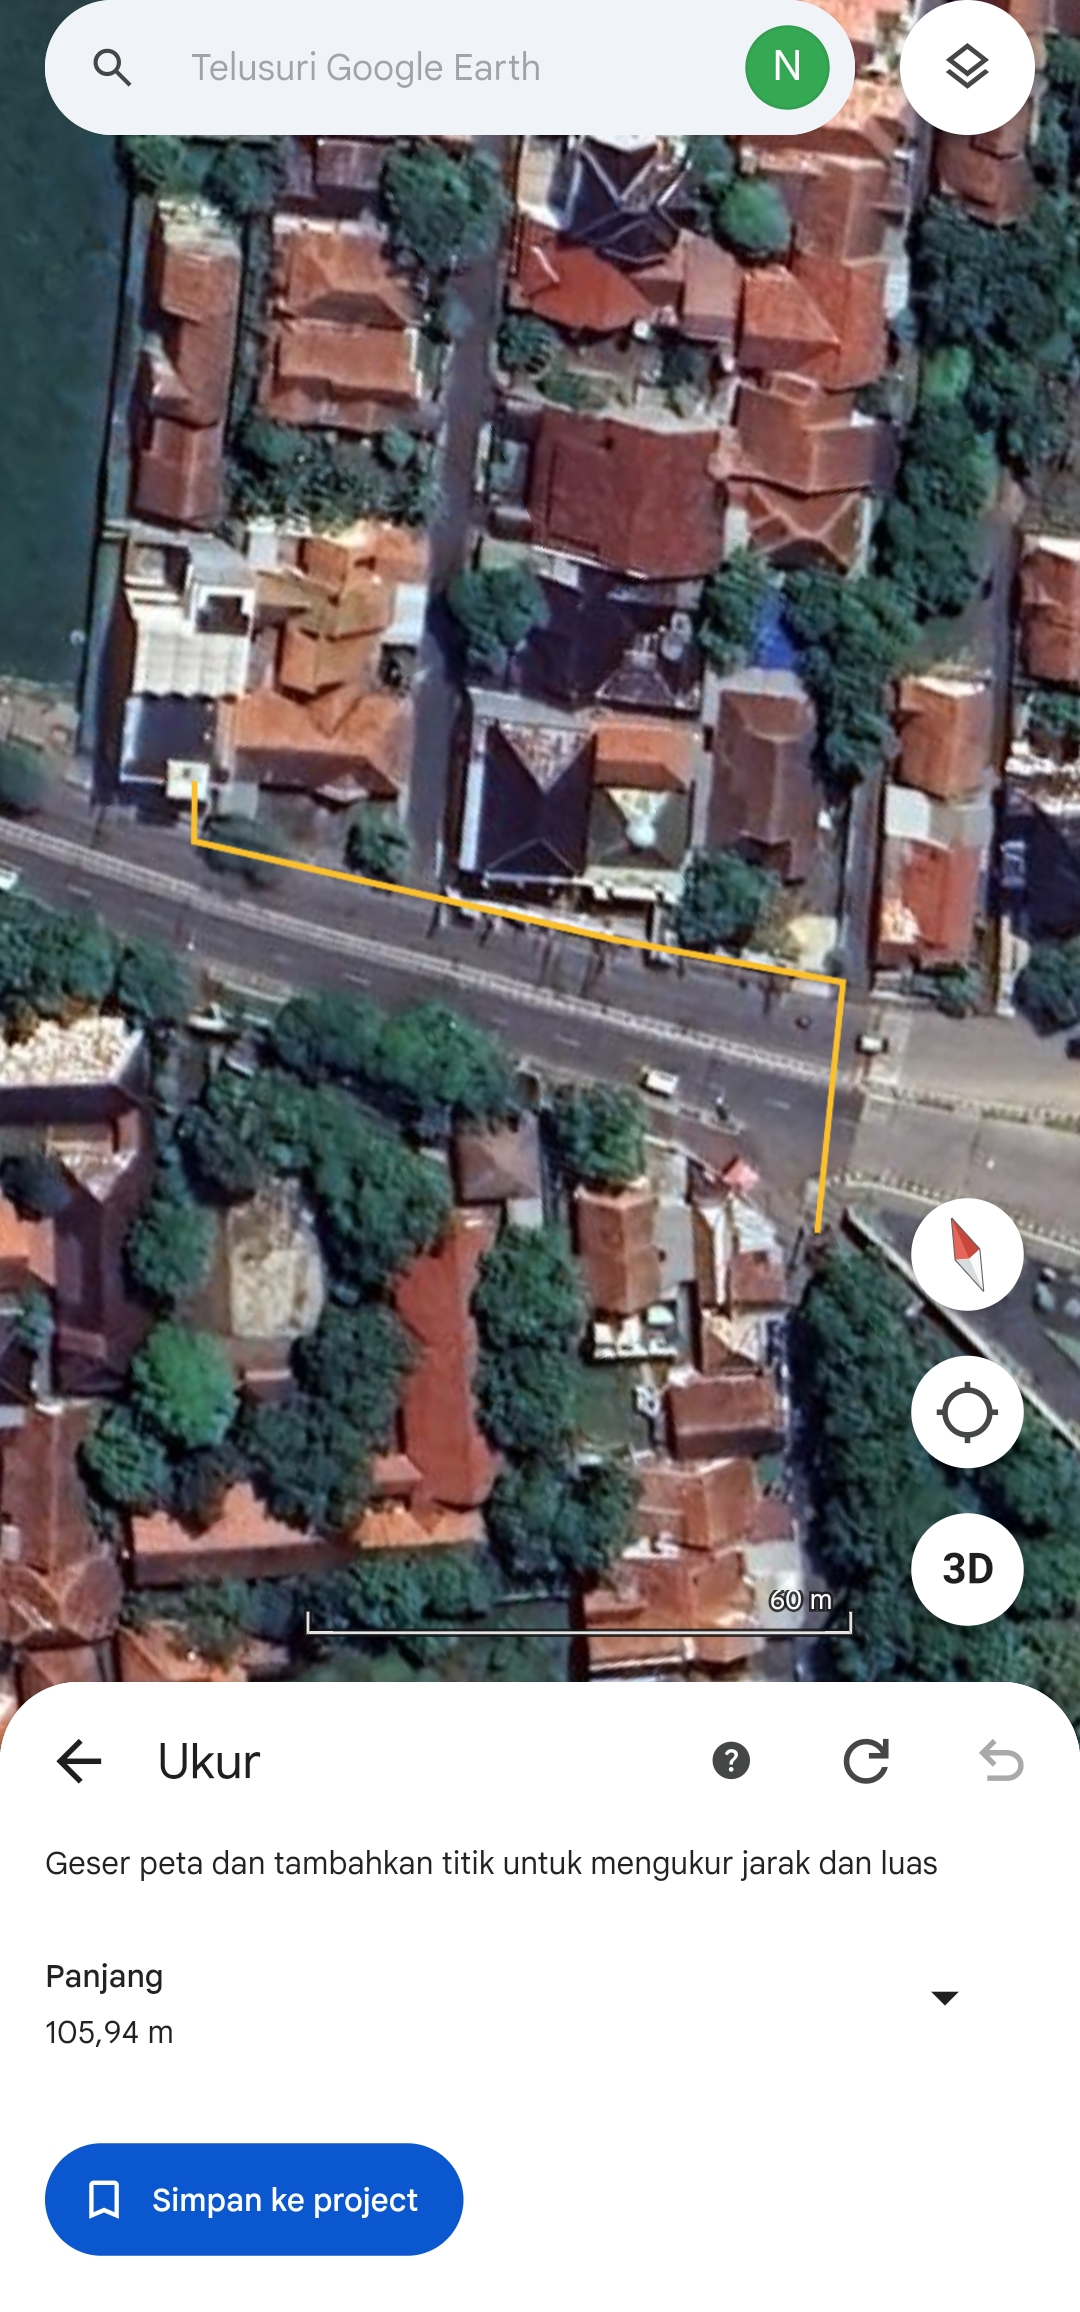 Telusuri Google Earth
N
3D
60 m
Ukur
Geser peta dan tambahkan titik untuk mengukur jarak dan luas
Panjang
105,94 m
Simpan ke project